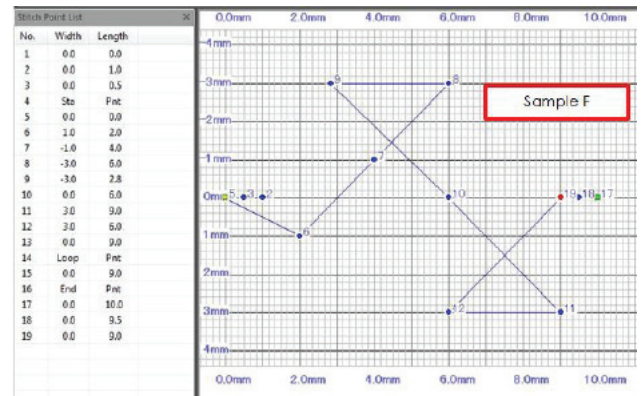 Stitch Point List
No. Width Length
1 0.0 0.0
2 0.0 1.0
3 0.0 0.5
4 Sta Pnt
5 0.0 0.0
6 1.0 2.0
7 -1.0 4.0
8 -3.0 6.0
9 -3.0 2.8
10 0.0 6.0
11 3.0 9.0
12 3.0 6.0
13 0.0 9.0
14 Loop Pnt
15 0.0 9.0
16 End Pnt
17 0.0 10.0
18 0.0 9.5
19 0.0 9.0
0.0mm 2.0mm 4.0mm 6.0mm 8.0mm 10.0mm
-4mm
-3mm 9 8
Sample F
-2mm
-1mm 7
0mm 5 3 2 10 19 18 17
1mm 6
2mm
3mm 12 11
4mm
0.0mm 2.0mm 4.0mm 6.0mm 8.0mm 10.0mm